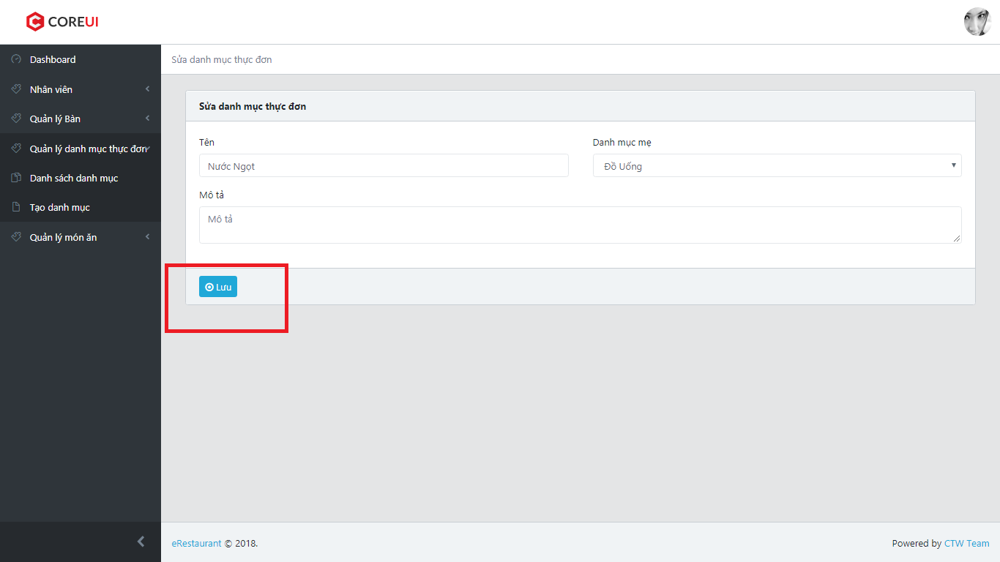 COREUI
Dashboard
Nhân viên
Quản lý Bàn
Quản lý danh mục thực đơn
Danh sách danh mục
Tạo danh mục
Quản lý món ăn
Sửa danh mục thực đơn
Sửa danh mục thực đơn
Tên
Danh mục mẹ
Nước Ngọt
Đồ Uống
Mô tả
Mô tả
Lưu
eRestaurant © 2018.
Powered by CTW Team